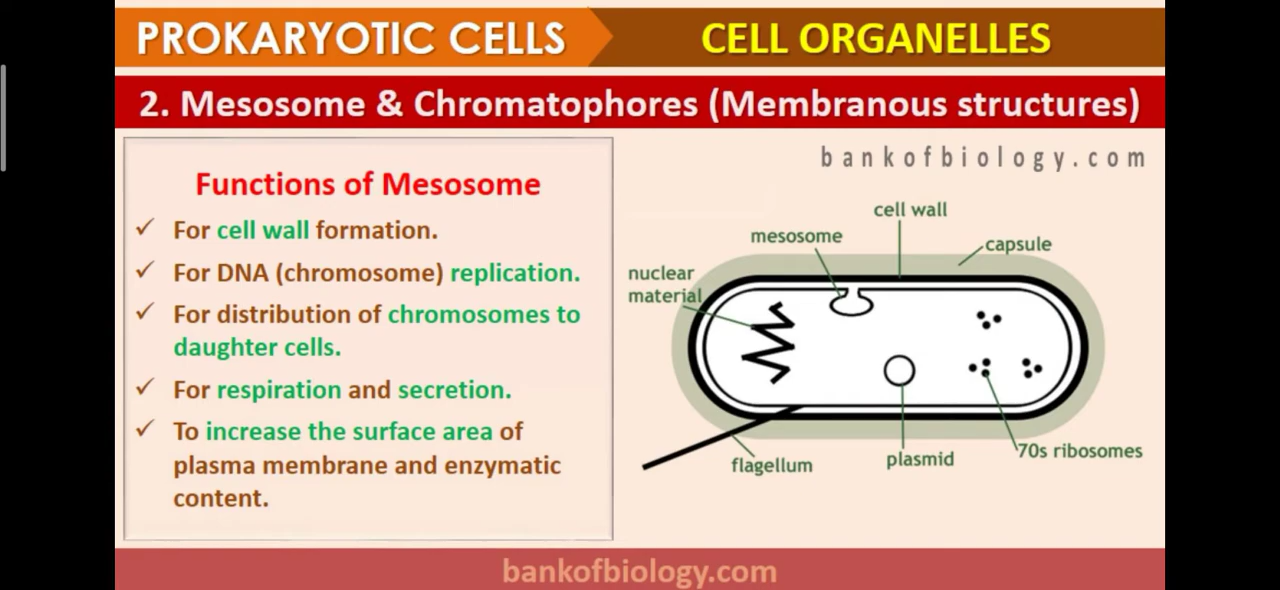 PROKARYOTIC CELLS
CELL ORGANELLES
2. Mesosome & Chromatophores (Membranous structures)
bankofbiology.com
Functions of Mesosome
✓ For cell wall formation.
✓ For DNA (chromosome) replication.
✓ For distribution of chromosomes to
daughter cells.
✓ For respiration and secretion.
✓ To increase the surface area of
plasma membrane and enzymatic
content.
cell wall
mesosome
capsule
nuclear
material
flagellum
plasmid
70s ribosomes
bankofbiology.com